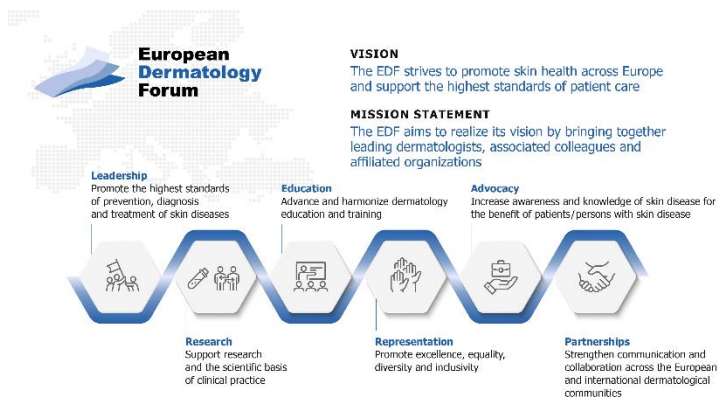 European
Dermatology
Forum
VISION
The EDF strives to promote skin health across Europe
and support the highest standards of patient care
MISSION STATEMENT
The EDF aims to realize its vision by bringing together
leading dermatologists, associated colleagues and
affiliated organizations
Leadership
Promote the highest standards
of prevention, diagnosis
and treatment of skin diseases
Education
Advance and harmonize dermatology
education and training
Advocacy
Increase awareness and knowledge of skin disease for
the benefit of patients/persons with skin disease
Research
Support research
and the scientific basis
of clinical practice
Representation
Promote excellence, equality,
diversity and inclusivity
Partnerships
Strengthen communication and
collaboration across the European
and international dermatological
communities